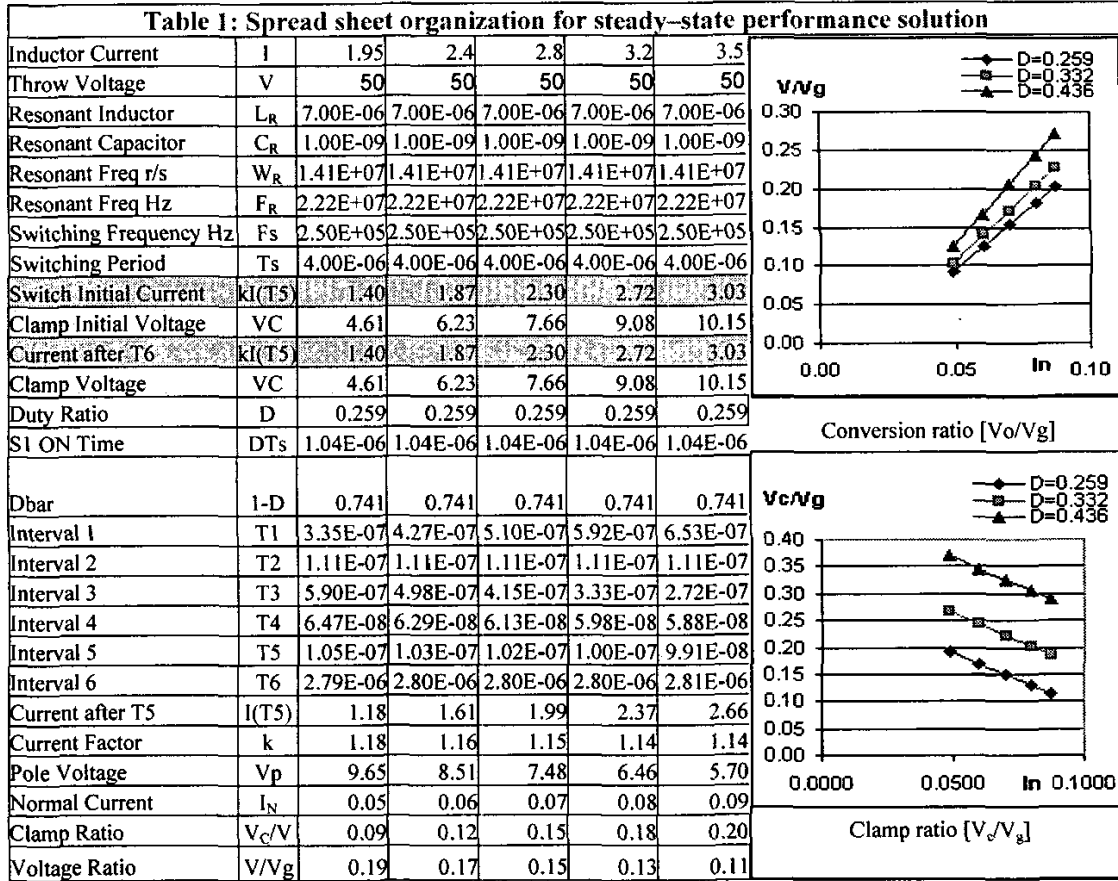 Table 1: Spread sheet organization for steady–state performance solution
Inductor Current I 1.95 2.4 2.8 3.2 3.5
Throw Voltage V 50 50 50 50 50
Resonant Inductor LR 7.00E-06 7.00E-06 7.00E-06 7.00E-06 7.00E-06
Resonant Capacitor CR 1.00E-09 1.00E-09 1.00E-09 1.00E-09 1.00E-09
Resonant Freq r/s WR 1.41E+07 1.41E+07 1.41E+07 1.41E+07 1.41E+07
Resonant Freq Hz FR 2.22E+07 2.22E+07 2.22E+07 2.22E+07 2.22E+07
Switching Frequency Hz Fs 2.50E+05 2.50E+05 2.50E+05 2.50E+05 2.50E+05
Switching Period Ts 4.00E-06 4.00E-06 4.00E-06 4.00E-06 4.00E-06
Switch Initial Current kI(T5) 1.40 1.87 2.30 2.72 3.03
Clamp Initial Voltage VC 4.61 6.23 7.66 9.08 10.15
Current after T6 kI(T5) 1.40 1.87 2.30 2.72 3.03
Clamp Voltage VC 4.61 6.23 7.66 9.08 10.15
Duty Ratio D 0.259 0.259 0.259 0.259 0.259
S1 ON Time DTs 1.04E-06 1.04E-06 1.04E-06 1.04E-06 1.04E-06
Dbar 1-D 0.741 0.741 0.741 0.741 0.741
Interval 1 T1 3.35E-07 4.27E-07 5.10E-07 5.92E-07 6.53E-07
Interval 2 T2 1.11E-07 1.11E-07 1.11E-07 1.11E-07 1.11E-07
Interval 3 T3 5.90E-07 4.98E-07 4.15E-07 3.33E-07 2.72E-07
Interval 4 T4 6.47E-08 6.29E-08 6.13E-08 5.98E-08 5.88E-08
Interval 5 T5 1.05E-07 1.03E-07 1.02E-07 1.00E-07 9.91E-08
Interval 6 T6 2.79E-06 2.80E-06 2.80E-06 2.80E-06 2.81E-06
Current after T5 I(T5) 1.18 1.61 1.99 2.37 2.66
Current Factor k 1.18 1.16 1.15 1.14 1.14
Pole Voltage Vp 9.65 8.51 7.48 6.46 5.70
Normal Current IN 0.05 0.06 0.07 0.08 0.09
Clamp Ratio VC/V 0.09 0.12 0.15 0.18 0.20
Voltage Ratio V/Vg 0.19 0.17 0.15 0.13 0.11
D=0.259
D=0.332
D=0.436
V/Vg
0.30
0.25
0.20
0.15
0.10
0.05
0.00
0.00 0.05 In 0.10
Conversion ratio [Vo/Vg]
D=0.259
D=0.332
D=0.436
Vc/Vg
0.40
0.35
0.30
0.25
0.20
0.15
0.10
0.05
0.00
0.0000 0.0500 In 0.1000
Clamp ratio [Vc/Vg]